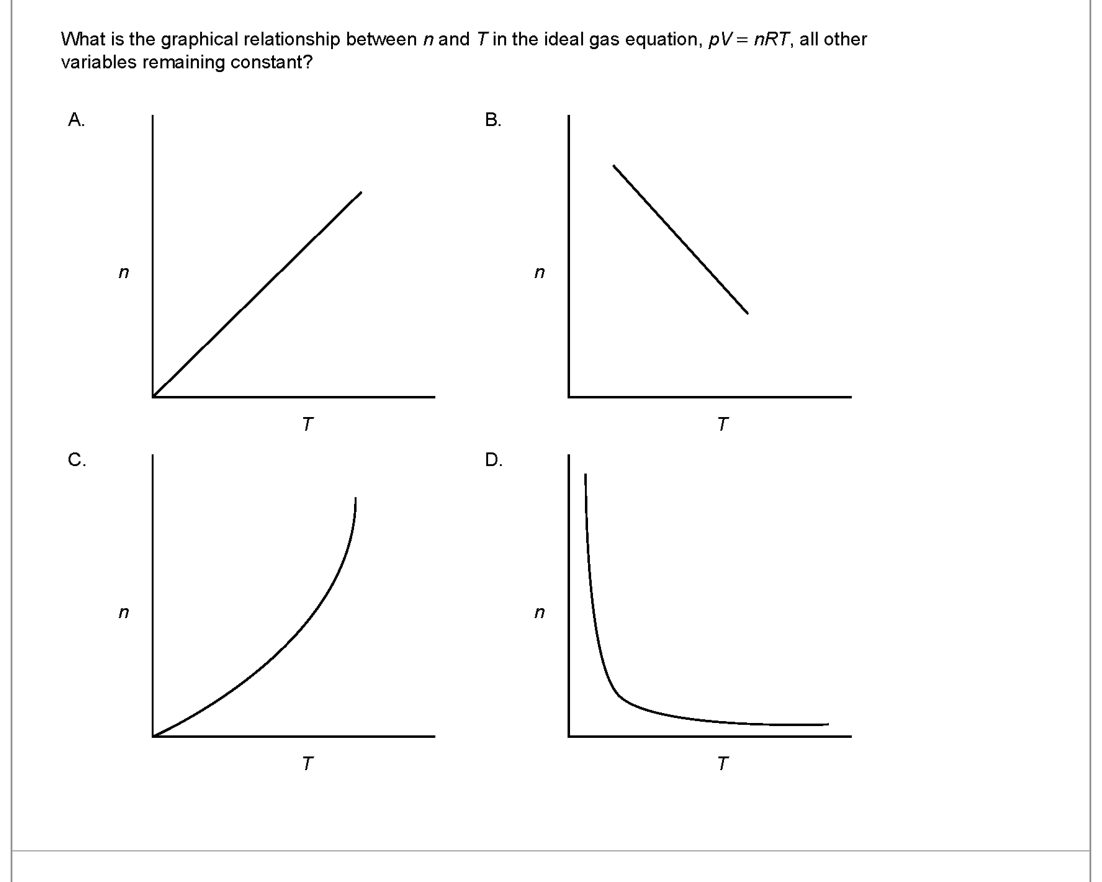 What is the graphical relationship between n and T in the ideal gas equation, pV = nRT, all other
variables remaining constant?
A.
B.
n
n
T
T
C.
D.
n
n
T
T